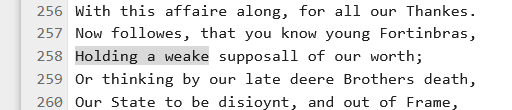 256 With this affaire along, for all our Thankes.
257 Now followes, that you know young Fortinbras,
258 Holding a weake supposall of our worth;
259 Or thinking by our late deere Brothers death,
260 Our State to be disioynt, and out of Frame,